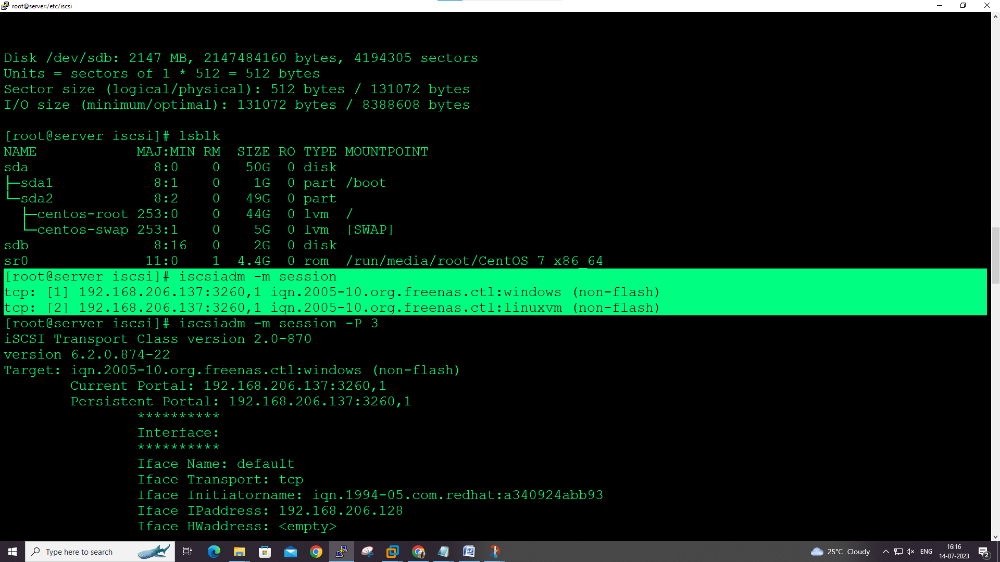 root@server:/etc/iscsi
Disk /dev/sdb: 2147 MB, 2147484160 bytes, 4194305 sectors
Units = sectors of 1 * 512 = 512 bytes
Sector size (logical/physical): 512 bytes / 131072 bytes
I/O size (minimum/optimal): 131072 bytes / 8388608 bytes
[root@server iscsi]# lsblk
NAME            MAJ:MIN RM  SIZE RO TYPE MOUNTPOINT
sda               8:0    0   50G  0 disk
├─sda1            8:1    0    1G  0 part /boot
└─sda2            8:2    0   49G  0 part
  ├─centos-root 253:0    0   44G  0 lvm  /
  └─centos-swap 253:1    0    5G  0 lvm  [SWAP]
sdb               8:16   0    2G  0 disk
sr0              11:0    1  4.4G  0 rom  /run/media/root/CentOS 7 x86_64
[root@server iscsi]# iscsiadm -m session
tcp: [1] 192.168.206.137:3260,1 iqn.2005-10.org.freenas.ctl:windows (non-flash)
tcp: [2] 192.168.206.137:3260,1 iqn.2005-10.org.freenas.ctl:linuxvm (non-flash)
[root@server iscsi]# iscsiadm -m session -P 3
iSCSI Transport Class version 2.0-870
version 6.2.0.874-22
Target: iqn.2005-10.org.freenas.ctl:windows (non-flash)
        Current Portal: 192.168.206.137:3260,1
        Persistent Portal: 192.168.206.137:3260,1
                **********
                Interface:
                **********
                Iface Name: default
                Iface Transport: tcp
                Iface Initiatorname: iqn.1994-05.com.redhat:a340924abb93
                Iface IPaddress: 192.168.206.128
                Iface HWaddress: <empty>
Type here to search
25°C Cloudy
ENG
16:16
14-07-2023
2